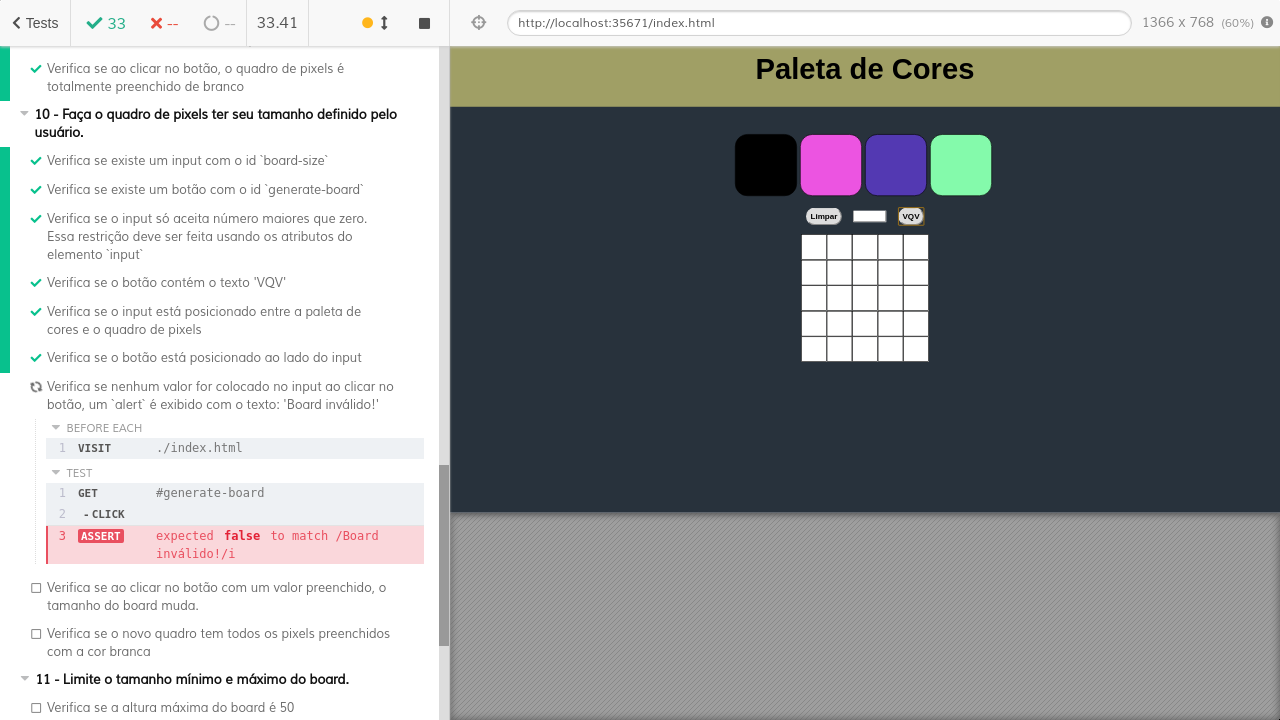 Tests
33
--
--
33.41
http://localhost:35671/index.html
1366 x 768 (60%)
Verifica se ao clicar no botão, o quadro de pixels é
totalmente preenchido de branco
10 - Faça o quadro de pixels ter seu tamanho definido pelo
usuário.
Verifica se existe um input com o id `board-size`
Verifica se existe um botão com o id `generate-board`
Verifica se o input só aceita número maiores que zero.
Essa restrição deve ser feita usando os atributos do
elemento `input`
Verifica se o botão contém o texto 'VQV'
Verifica se o input está posicionado entre a paleta de
cores e o quadro de pixels
Verifica se o botão está posicionado ao lado do input
Verifica se nenhum valor for colocado no input ao clicar no
botão, um `alert` é exibido com o texto: 'Board inválido!'
BEFORE EACH
1 VISIT ./index.html
TEST
1 GET #generate-board
2 -CLICK
3 ASSERT expected false to match /Board
inválido!/i
Verifica se ao clicar no botão com um valor preenchido, o
tamanho do board muda.
Verifica se o novo quadro tem todos os pixels preenchidos
com a cor branca
11 - Limite o tamanho mínimo e máximo do board.
Verifica se a altura máxima do board é 50
Paleta de Cores
Limpar
VQV